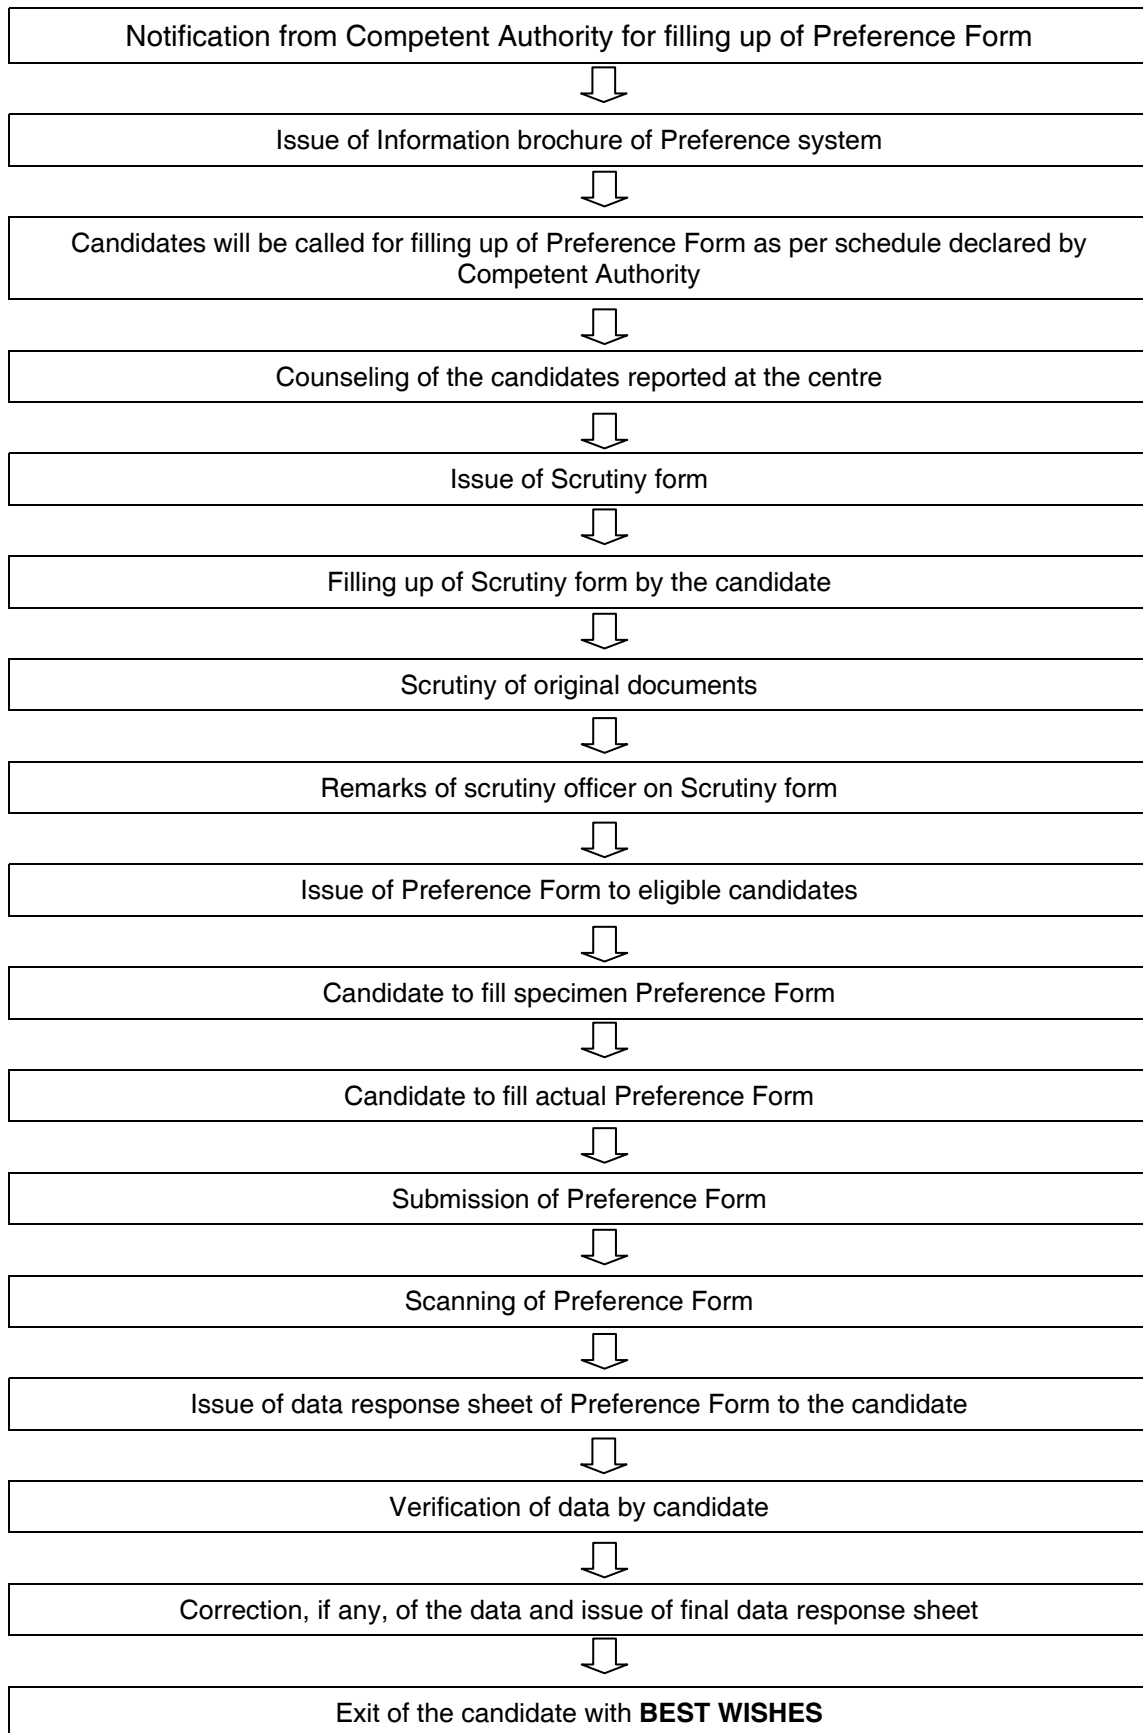 Notification from Competent Authority for filling up of Preference Form
Issue of Information brochure of Preference system
Candidates will be called for filling up of Preference Form as per schedule declared by
Competent Authority
Counseling of the candidates reported at the centre
Issue of Scrutiny form
Filling up of Scrutiny form by the candidate
Scrutiny of original documents
Remarks of scrutiny officer on Scrutiny form
Issue of Preference Form to eligible candidates
Candidate to fill specimen Preference Form
Candidate to fill actual Preference Form
Submission of Preference Form
Scanning of Preference Form
Issue of data response sheet of Preference Form to the candidate
Verification of data by candidate
Correction, if any, of the data and issue of final data response sheet
Exit of the candidate with BEST WISHES